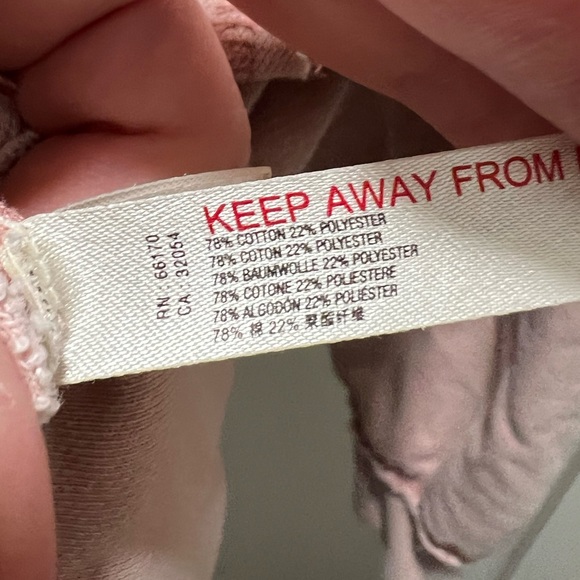 RN : 66170
CA : 32054
KEEP AWAY FROM
78% COTTON 22% POLYESTER
78% COTON 22% POLYESTER
78% BAUMWOLLE 22% POLYESTER
78% COTONE 22% POLIESTERE
78% ALGODÓN 22% POLIÉSTER
78% 棉 22% 聚酯纤维